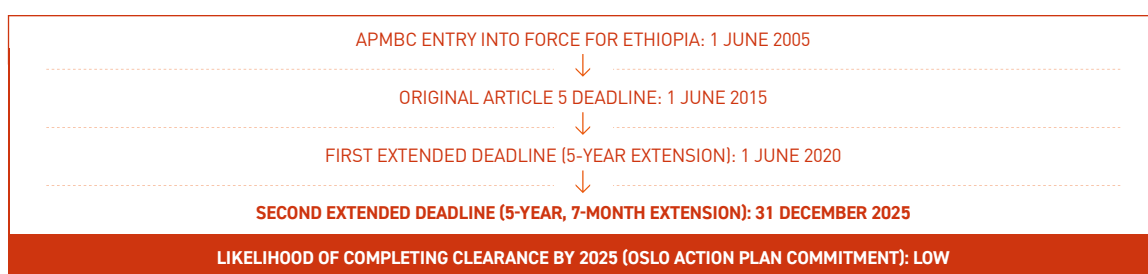 APMBC ENTRY INTO FORCE FOR ETHIOPIA: 1 JUNE 2005
ORIGINAL ARTICLE 5 DEADLINE: 1 JUNE 2015
FIRST EXTENDED DEADLINE (5-YEAR EXTENSION): 1 JUNE 2020
SECOND EXTENDED DEADLINE (5-YEAR, 7-MONTH EXTENSION): 31 DECEMBER 2025
LIKELIHOOD OF COMPLETING CLEARANCE BY 2025 (OSLO ACTION PLAN COMMITMENT): LOW